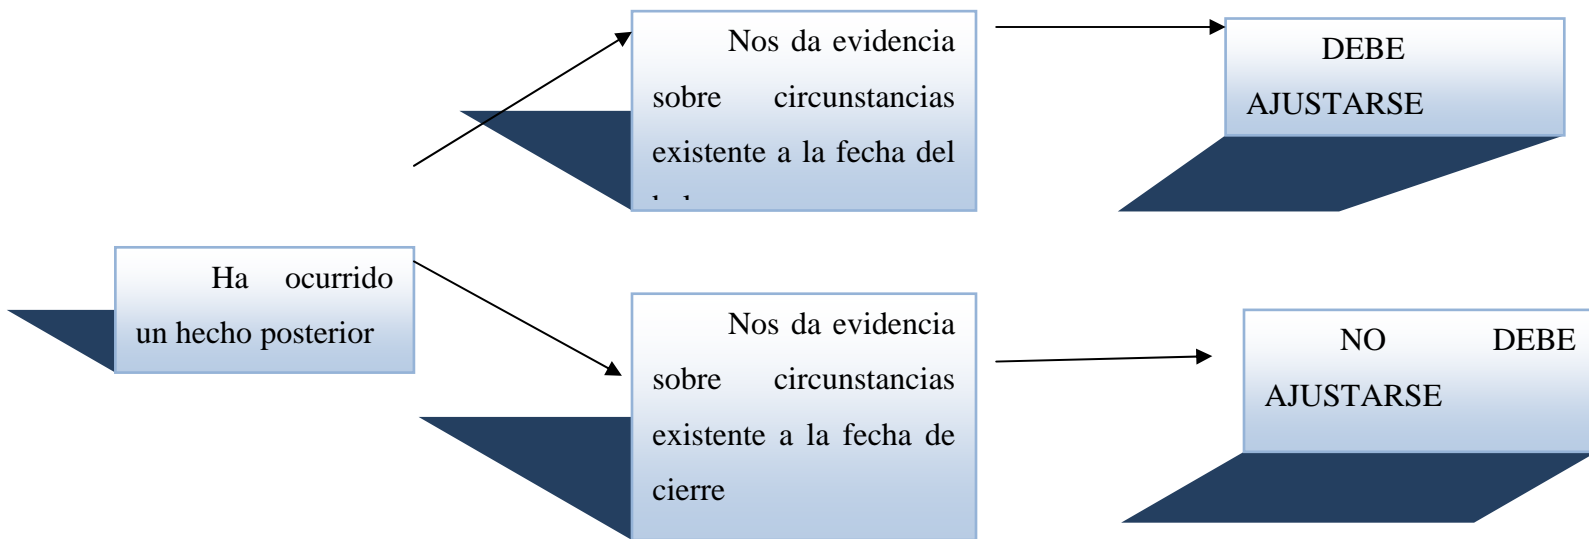 Nos da evidencia
sobre circunstancias
existente a la fecha del
DEBE
AJUSTARSE
Ha ocurrido
un hecho posterior
Nos da evidencia
sobre circunstancias
existente a la fecha de
cierre
NO DEBE
AJUSTARSE